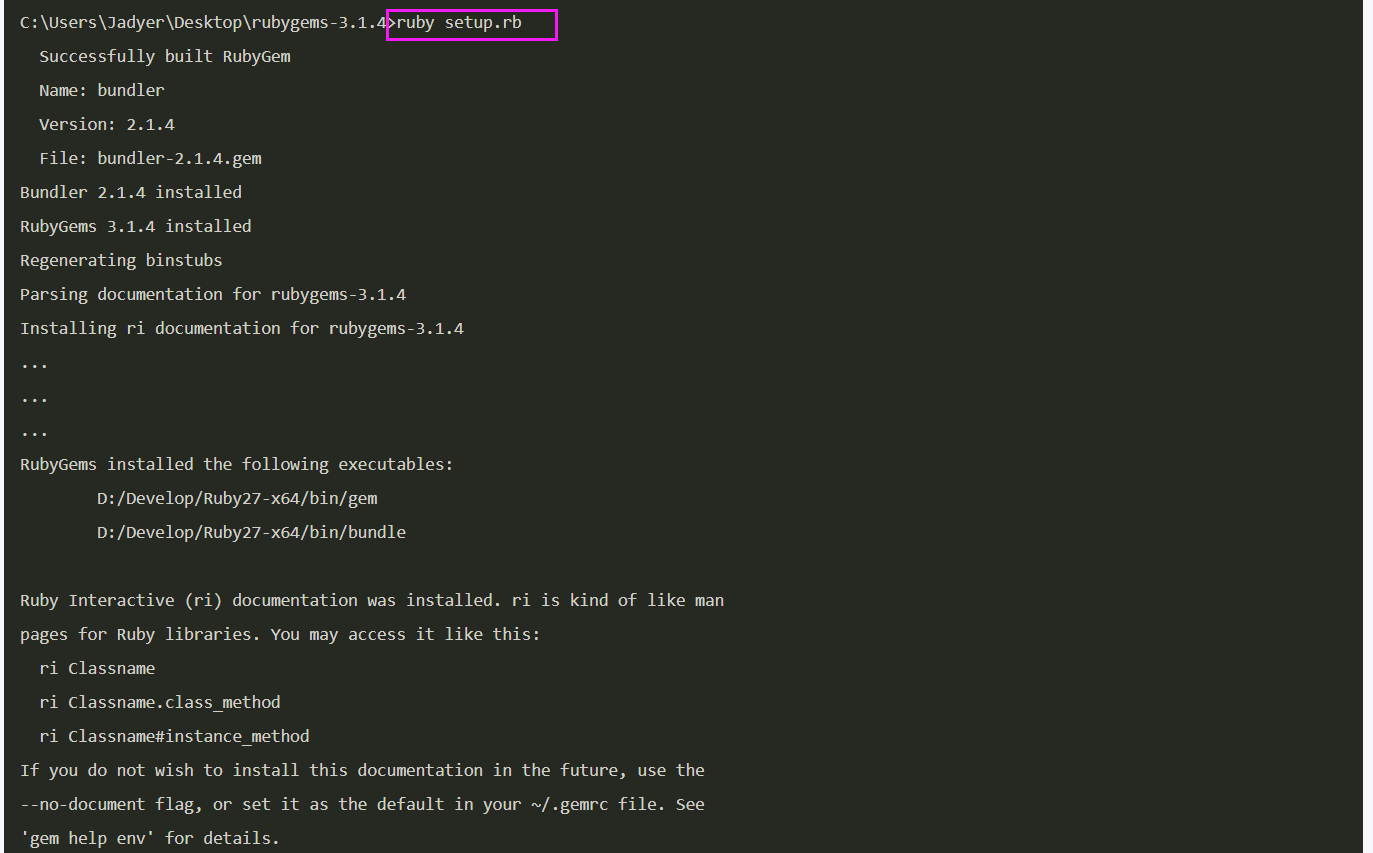 C:\Users\Jadyer\Desktop\rubygems-3.1.4>ruby setup.rb
  Successfully built RubyGem
  Name: bundler
  Version: 2.1.4
  File: bundler-2.1.4.gem
Bundler 2.1.4 installed
RubyGems 3.1.4 installed
Regenerating binstubs
Parsing documentation for rubygems-3.1.4
Installing ri documentation for rubygems-3.1.4
...
...
...
RubyGems installed the following executables:
        D:/Develop/Ruby27-x64/bin/gem
        D:/Develop/Ruby27-x64/bin/bundle

Ruby Interactive (ri) documentation was installed. ri is kind of like man
pages for Ruby libraries. You may access it like this:
  ri Classname
  ri Classname.class_method
  ri Classname#instance_method
If you do not wish to install this documentation in the future, use the
--no-document flag, or set it as the default in your ~/.gemrc file. See
'gem help env' for details.